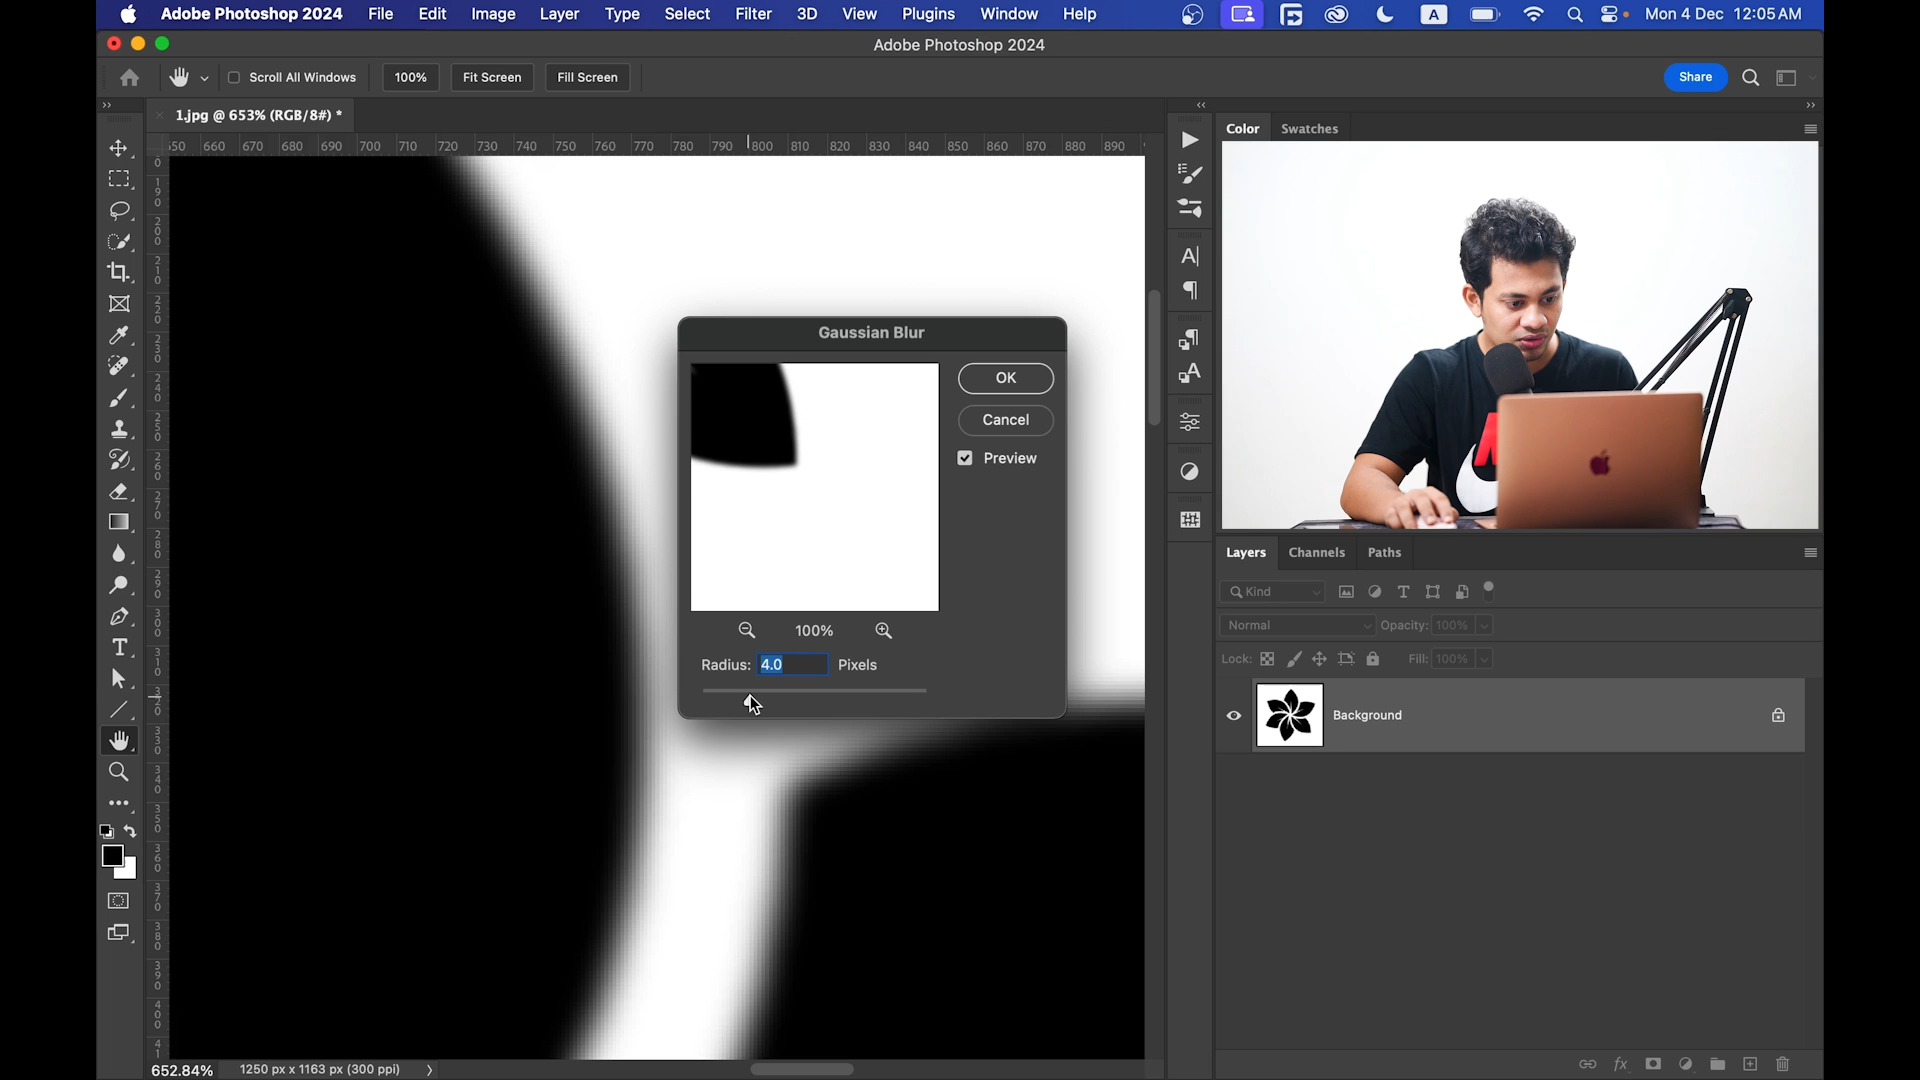 Adobe Photoshop 2024 File Edit Image Layer Type Select Filter 3D View Plugins Window Help A Mon 4 Dec 12:05 AM
Adobe Photoshop 2024
Scroll All Windows 100% Fit Screen Fill Screen Share
1.jpg @ 653% (RGB/8#) *
Color Swatches
660 670 680 690 700 710 720 730 740 750 760 770 780 790 800 810 820 830 840 850 860 870 880 890
Gaussian Blur
OK
Cancel
Preview
100%
Radius: 4.0 Pixels
Layers Channels Paths
Kind
Normal Opacity: 100%
Lock: Fill: 100%
Background
652.84% 1250 px x 1163 px (300 ppi)